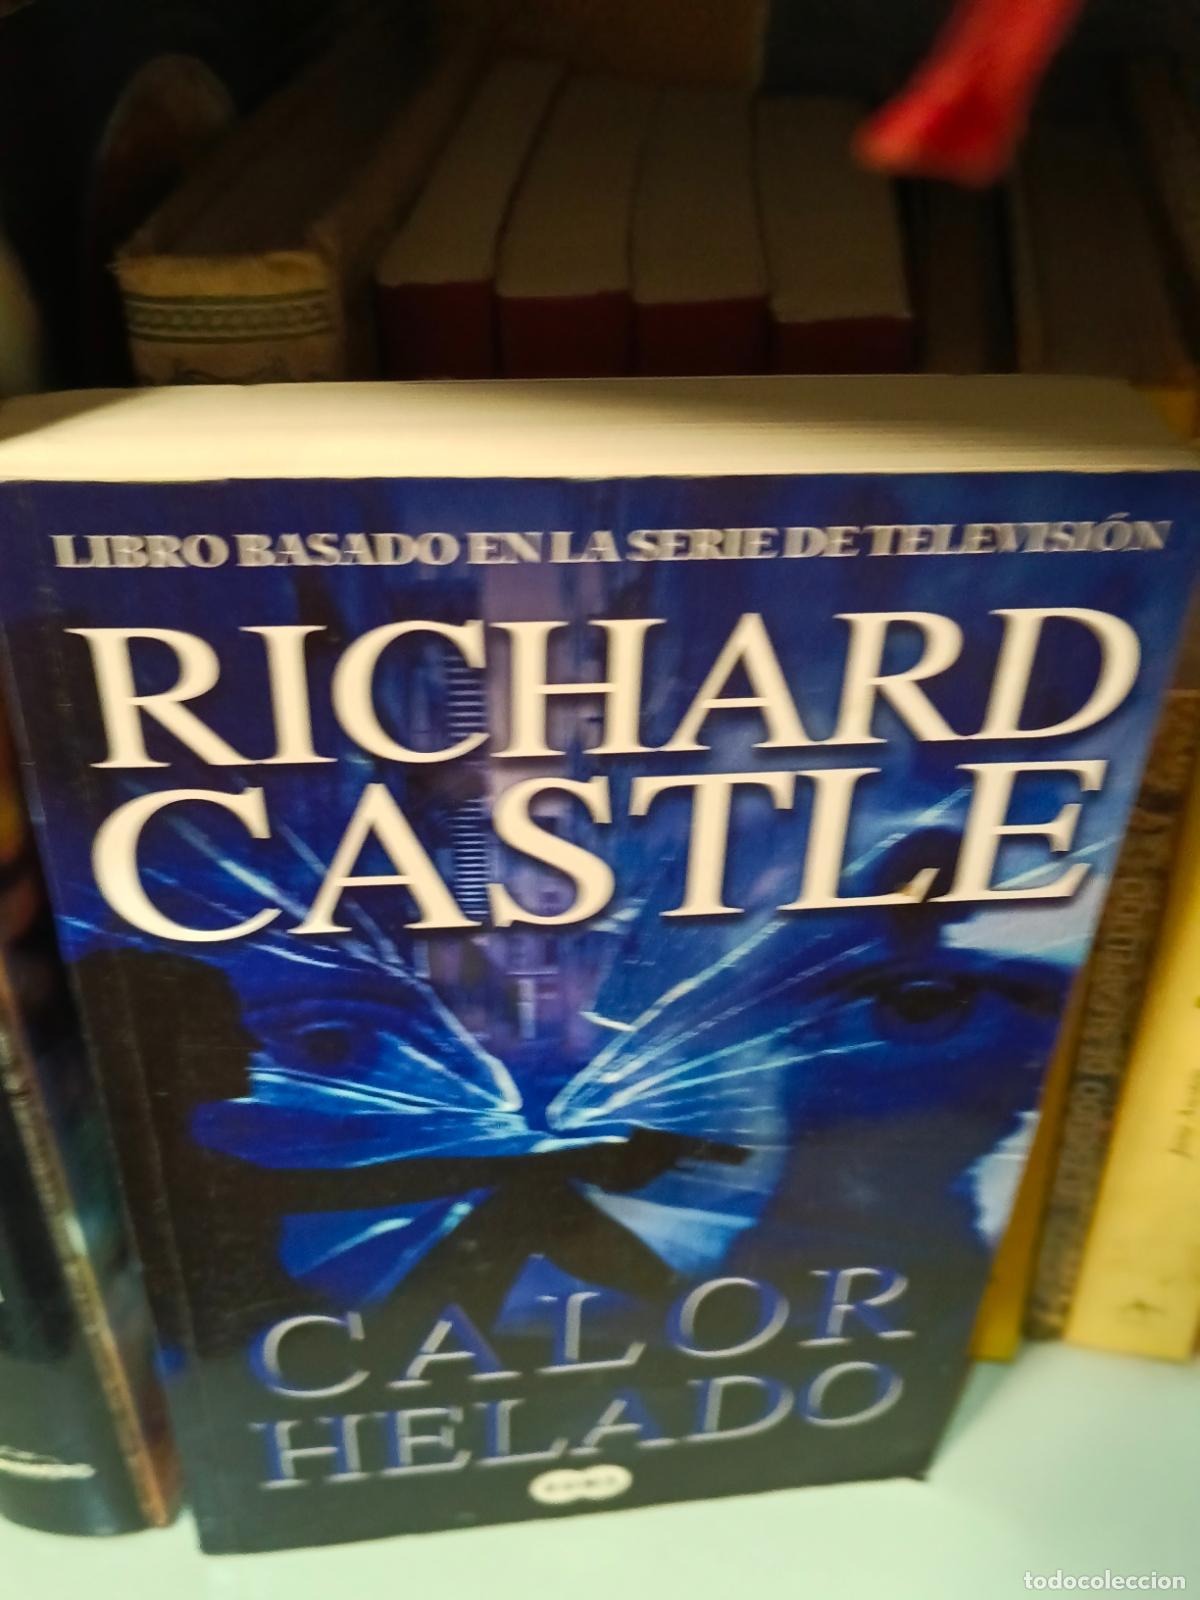 LIBRO BASADO EN LA SERIE DE TELEVISIÓN
RICHARD
CASTLE
CALOR
HELADO
todocoleccion